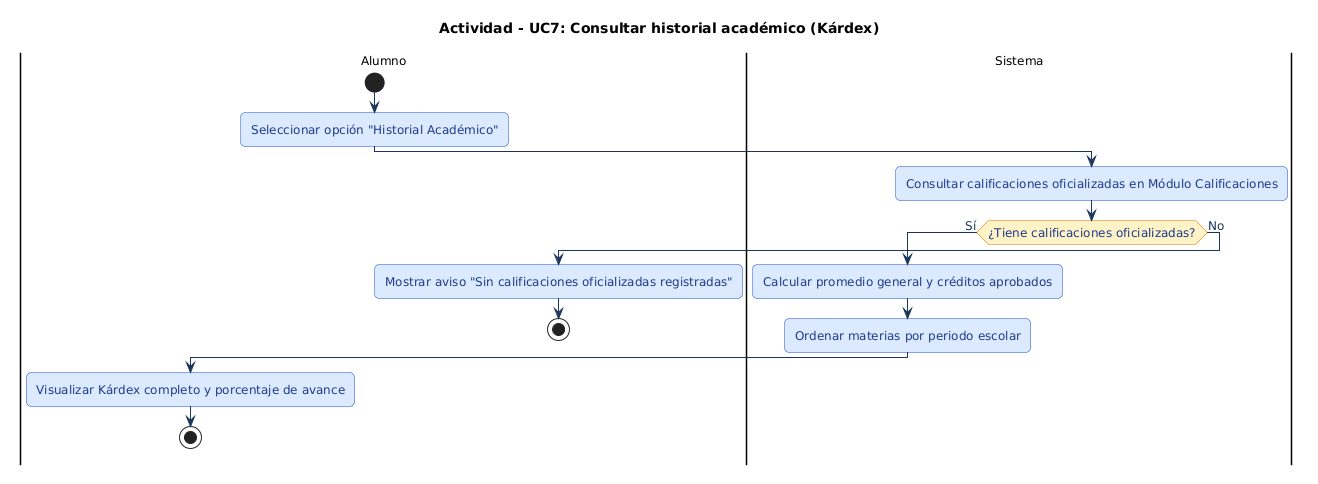 Actividad - UC7: Consultar historial académico (Kárdex)
Alumno
Sistema
Seleccionar opción "Historial Académico"
Consultar calificaciones oficializadas en Módulo Calificaciones
Sí
¿Tiene calificaciones oficializadas?
No
Mostrar aviso "Sin calificaciones oficializadas registradas"
Calcular promedio general y créditos aprobados
Ordenar materias por periodo escolar
Visualizar Kárdex completo y porcentaje de avance